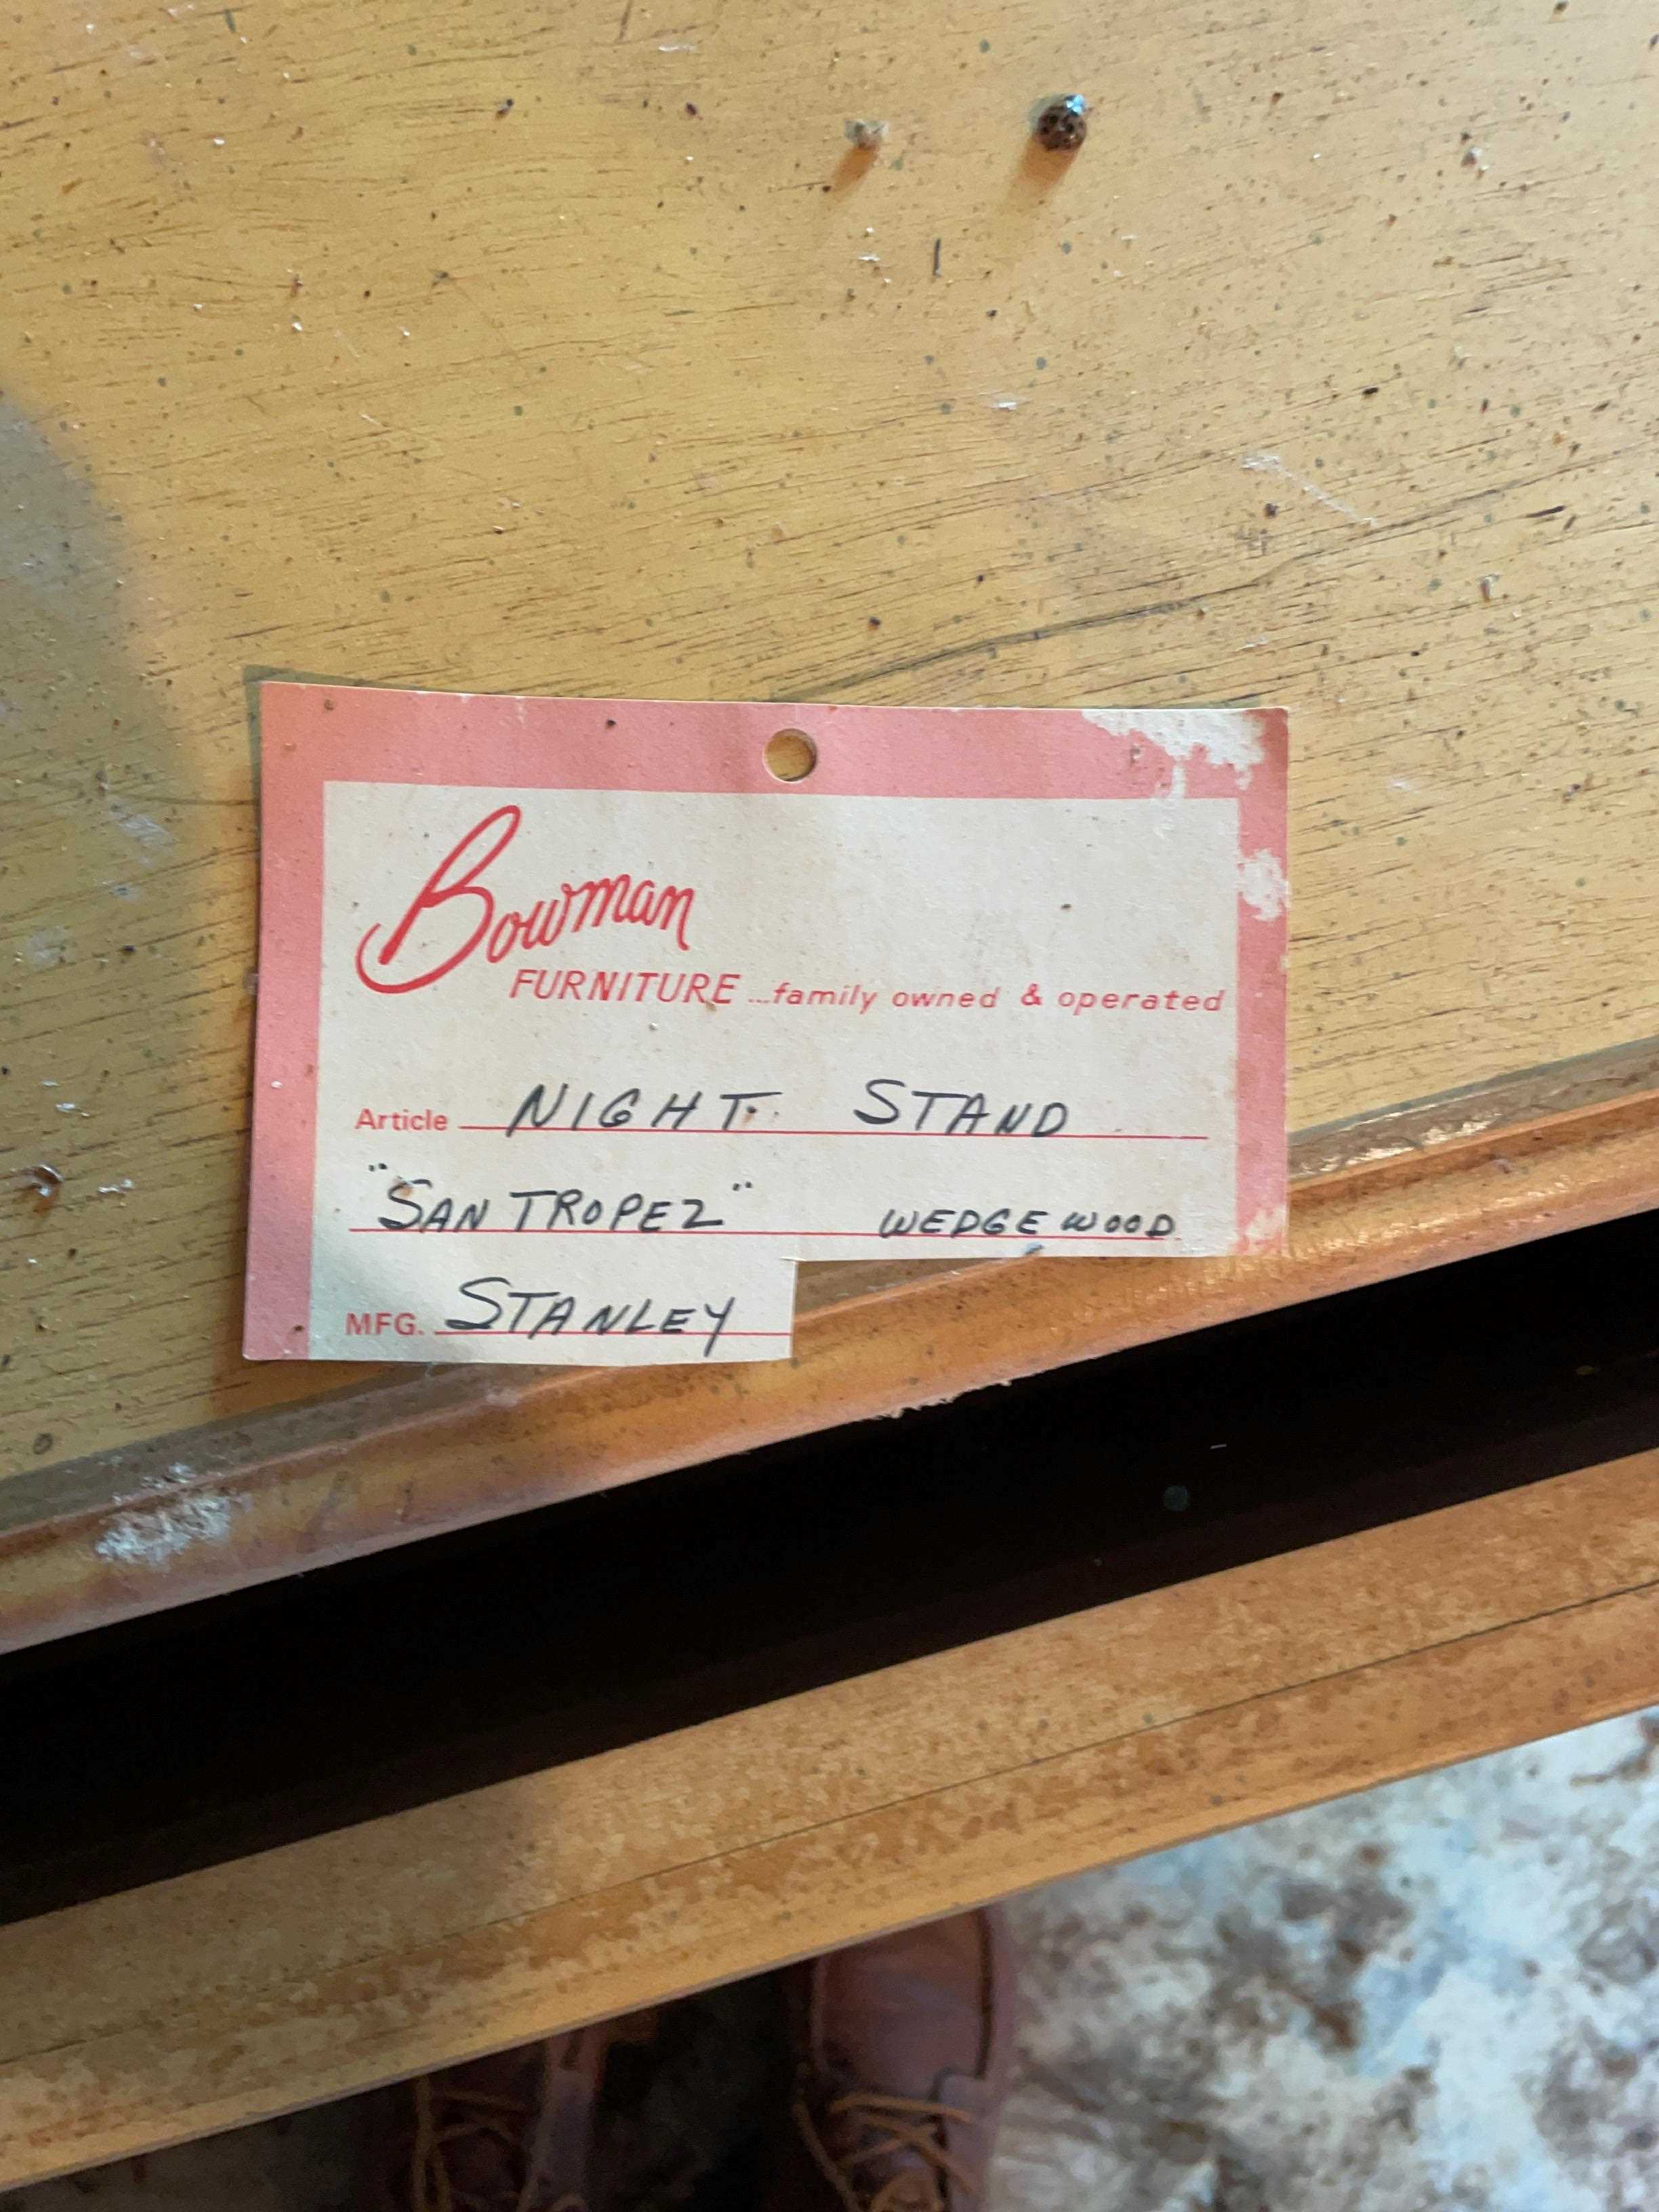 Bowman
FURNITURE ...family owned & operated
Article NIGHT STAND
"SAN TROPEZ" WEDGEWOOD
MFG. STANLEY